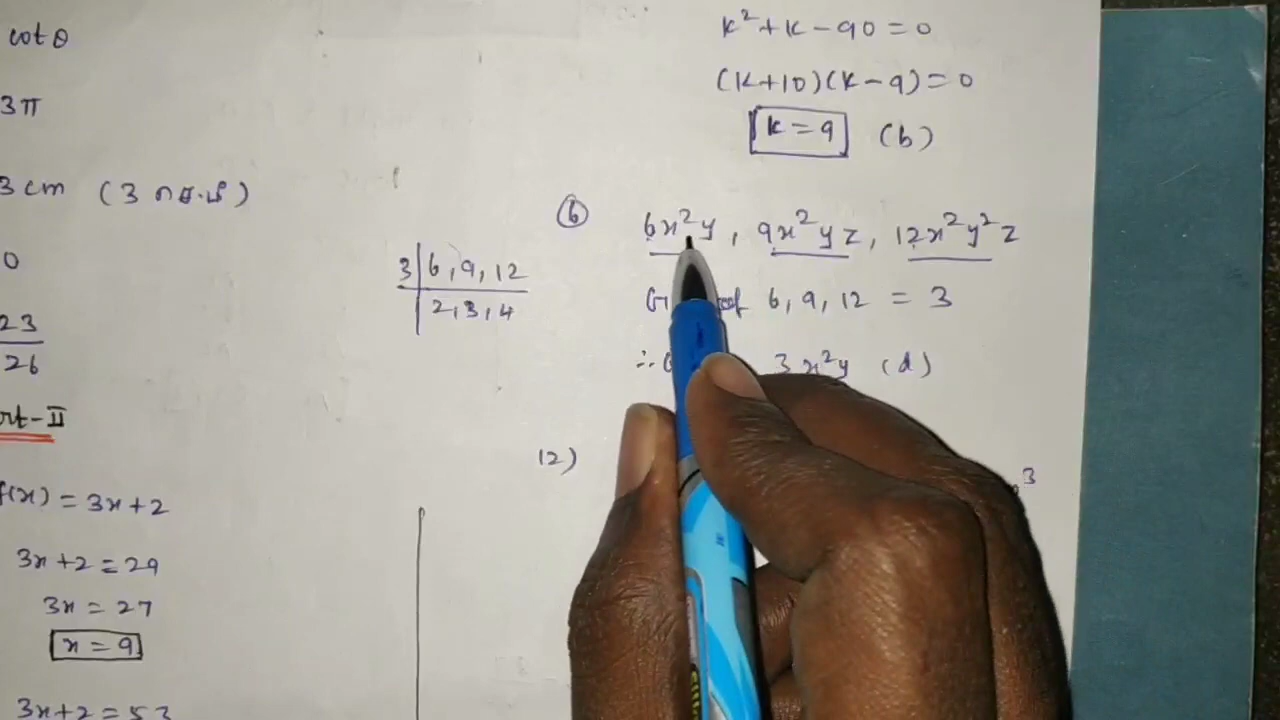 cot θ
3π
3 cm (3 செ.மீ)
0
23
26
II
f(x) = 3x+2
3x+2 = 29
3x = 27
x = 9
3x+2 = 53
k² + k - 90 = 0
(k+10)(k-9) = 0
k = 9 (b)
6 6x²y, 9x²yz, 12x²y²z
3 6, 9, 12
2, 3, 4
of 6, 9, 12 = 3
∴ 3x²y (d)
12)
3